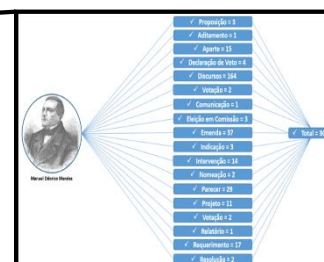 ✓ Proposição = 3
✓ Aditamento = 1
✓ Aparte = 15
✓ Declaração de Voto = 4
✓ Discursos = 164
✓ Votação = 2
✓ Comunicação = 1
✓ Eleição em Comissão = 3
✓ Emenda = 37
✓ Indicação = 3
✓ Intervenção = 14
✓ Nomeação = 2
✓ Parecer = 29
✓ Projeto = 11
✓ Votação = 2
✓ Relatório = 1
✓ Requerimento = 17
✓ Resolução = 2
✓ Total =
Manuel Mendes